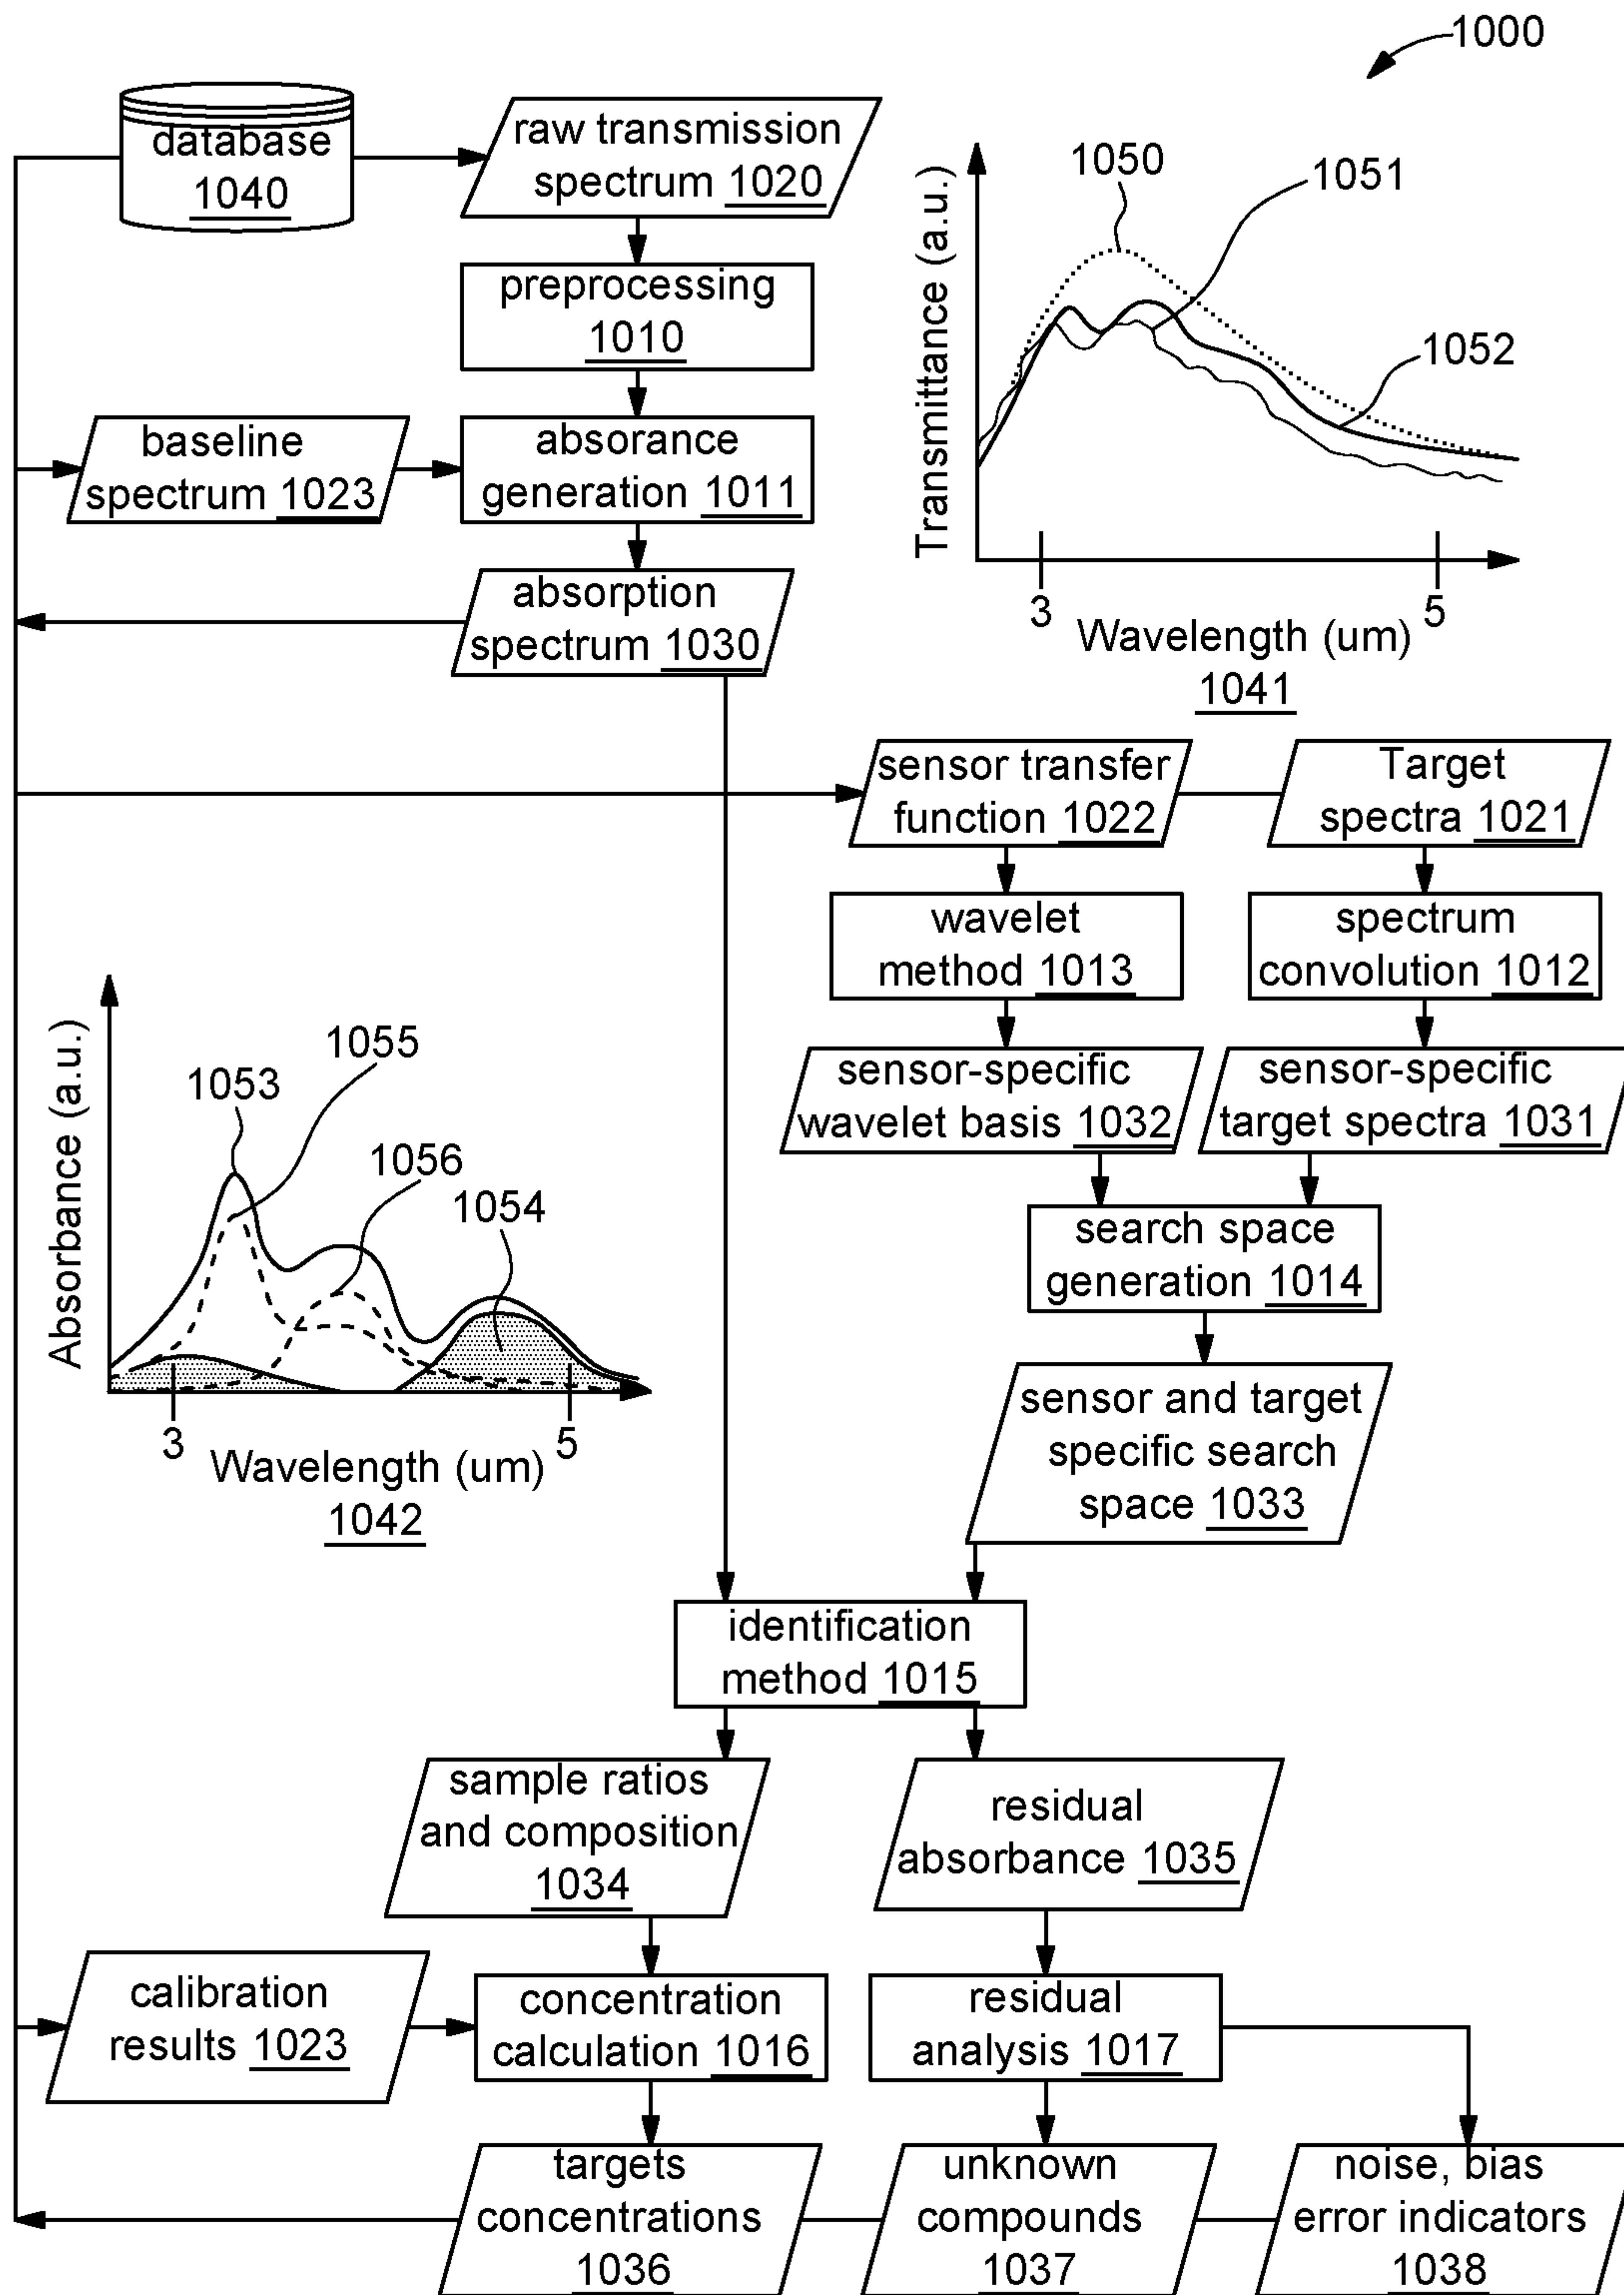 1000
database
1040
raw transmission
spectrum 1020
preprocessing
1010
baseline
spectrum 1023
absorance
generation 1011
absorption
spectrum 1030
Transmittance (a.u.)
1050
1051
1052
3
5
Wavelength (um)
1041
sensor transfer
function 1022
Target
spectra 1021
wavelet
method 1013
spectrum
convolution 1012
sensor-specific
wavelet basis 1032
sensor-specific
target spectra 1031
search space
generation 1014
sensor and target
specific search
space 1033
Absorbance (a.u.)
1053
1055
1056
1054
3
5
Wavelength (um)
1042
identification
method 1015
sample ratios
and composition
1034
residual
absorbance 1035
calibration
results 1023
concentration
calculation 1016
residual
analysis 1017
targets
concentrations
1036
unknown
compounds
1037
noise, bias
error indicators
1038